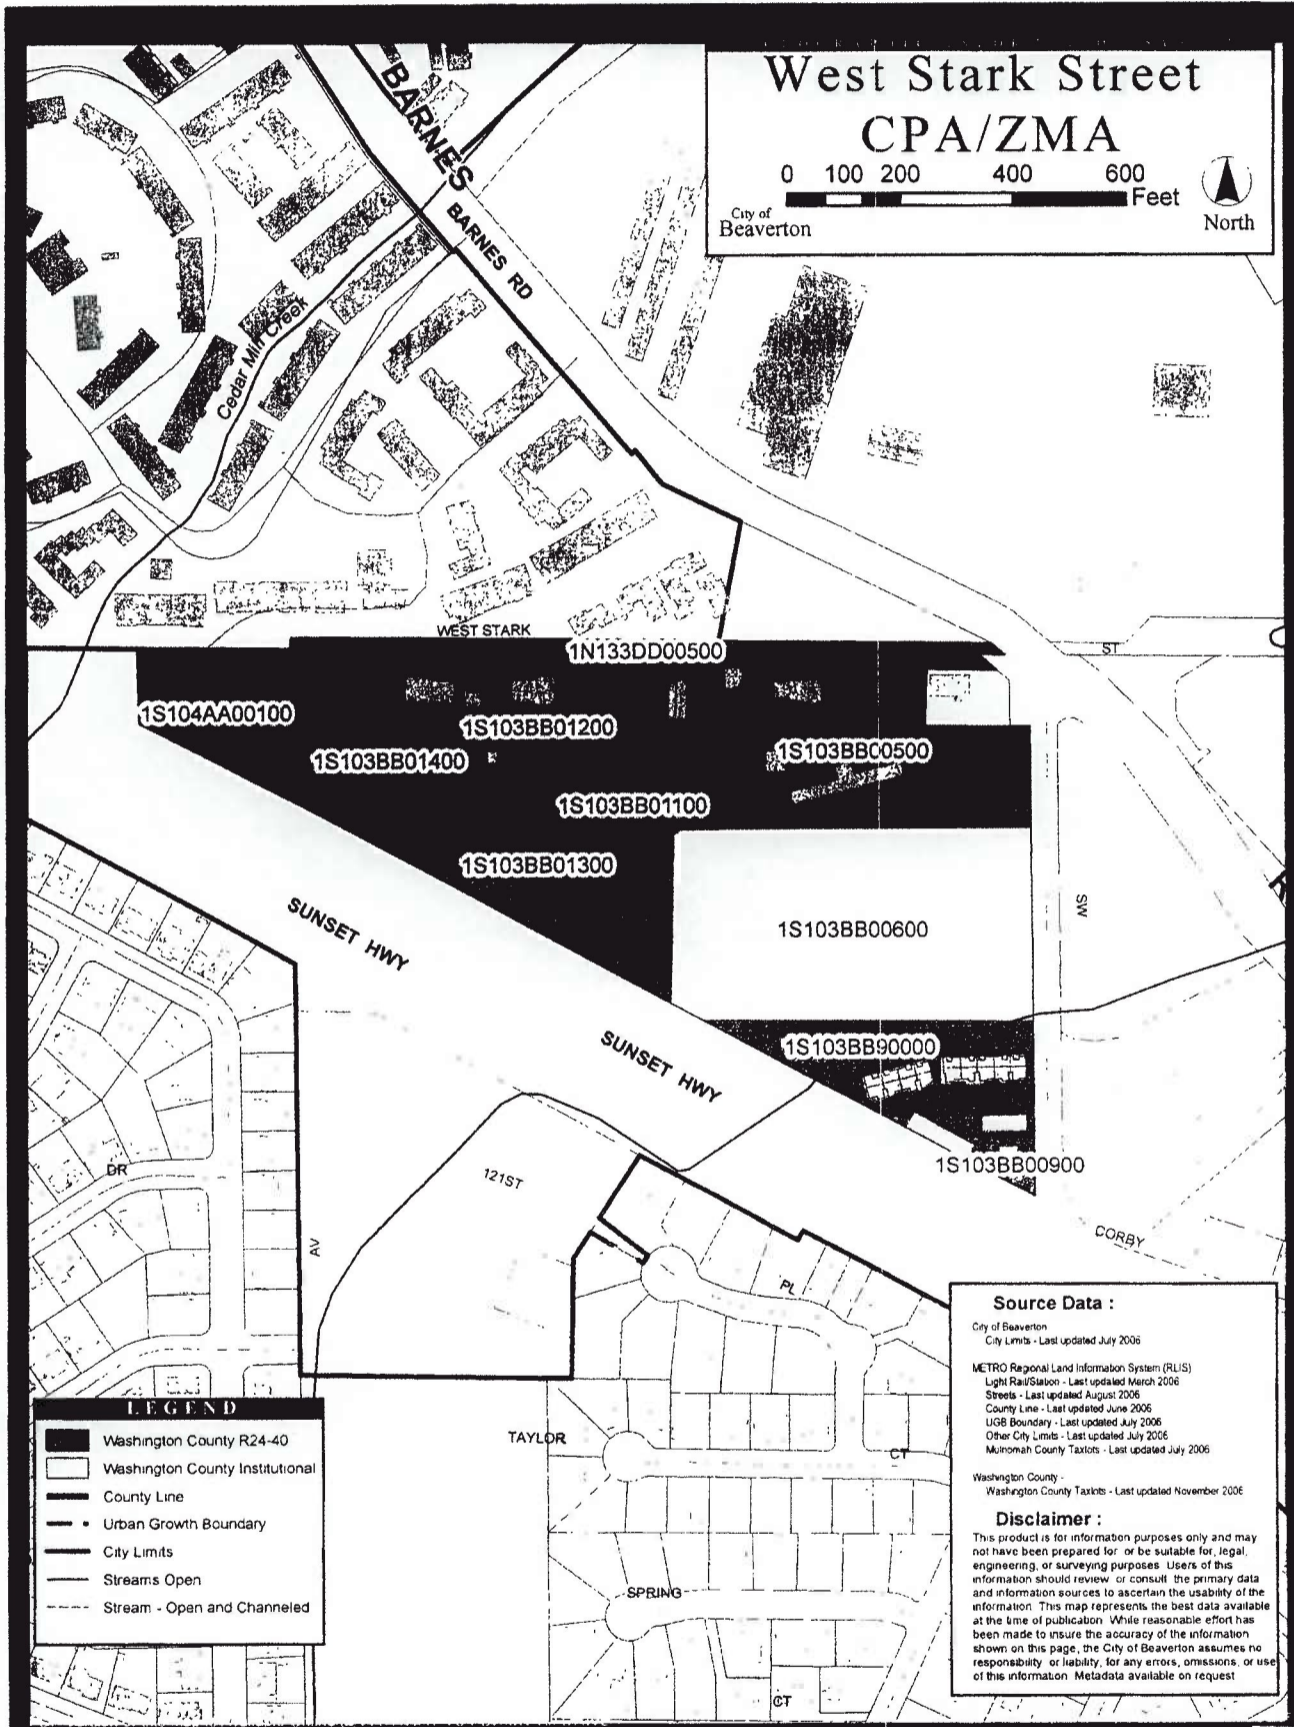 West Stark Street
CPA/ZMA
0 100 200 400 600
Feet
City of
Beaverton
North
BARNES
BARNES RD
Cedar Mill Creek
WEST STARK
ST
1N133DD00500
1S104AA00100
1S103BB01200
1S103BB01400
1S103BB00500
1S103BB01100
1S103BB01300
1S103BB00600
SW
SUNSET HWY
SUNSET HWY
1S103BB90000
1S103BB00900
121ST
DR
AV
PL
CORBY
TAYLOR
CT
SPRING
CT
LEGEND
Washington County R24-40
Washington County Institutional
County Line
Urban Growth Boundary
City Limits
Streams Open
Stream - Open and Channeled
Source Data :
City of Beaverton
City Limits - Last updated July 2006
METRO Regional Land Information System (RLIS)
Light Rail/Station - Last updated March 2006
Streets - Last updated August 2006
County Line - Last updated June 2006
UGB Boundary - Last updated July 2006
Other City Limits - Last updated July 2006
Multnomah County Taxlots - Last updated July 2006
Washington County -
Washington County Taxlots - Last updated November 2006
Disclaimer :
This product is for information purposes only and may
not have been prepared for or be suitable for, legal,
engineering, or surveying purposes Users of this
information should review or consult the primary data
and information sources to ascertain the usability of the
information This map represents the best data available
at the time of publication While reasonable effort has
been made to insure the accuracy of the information
shown on this page, the City of Beaverton assumes no
responsibility or liability, for any errors, omissions, or use
of this information Metadata available on request